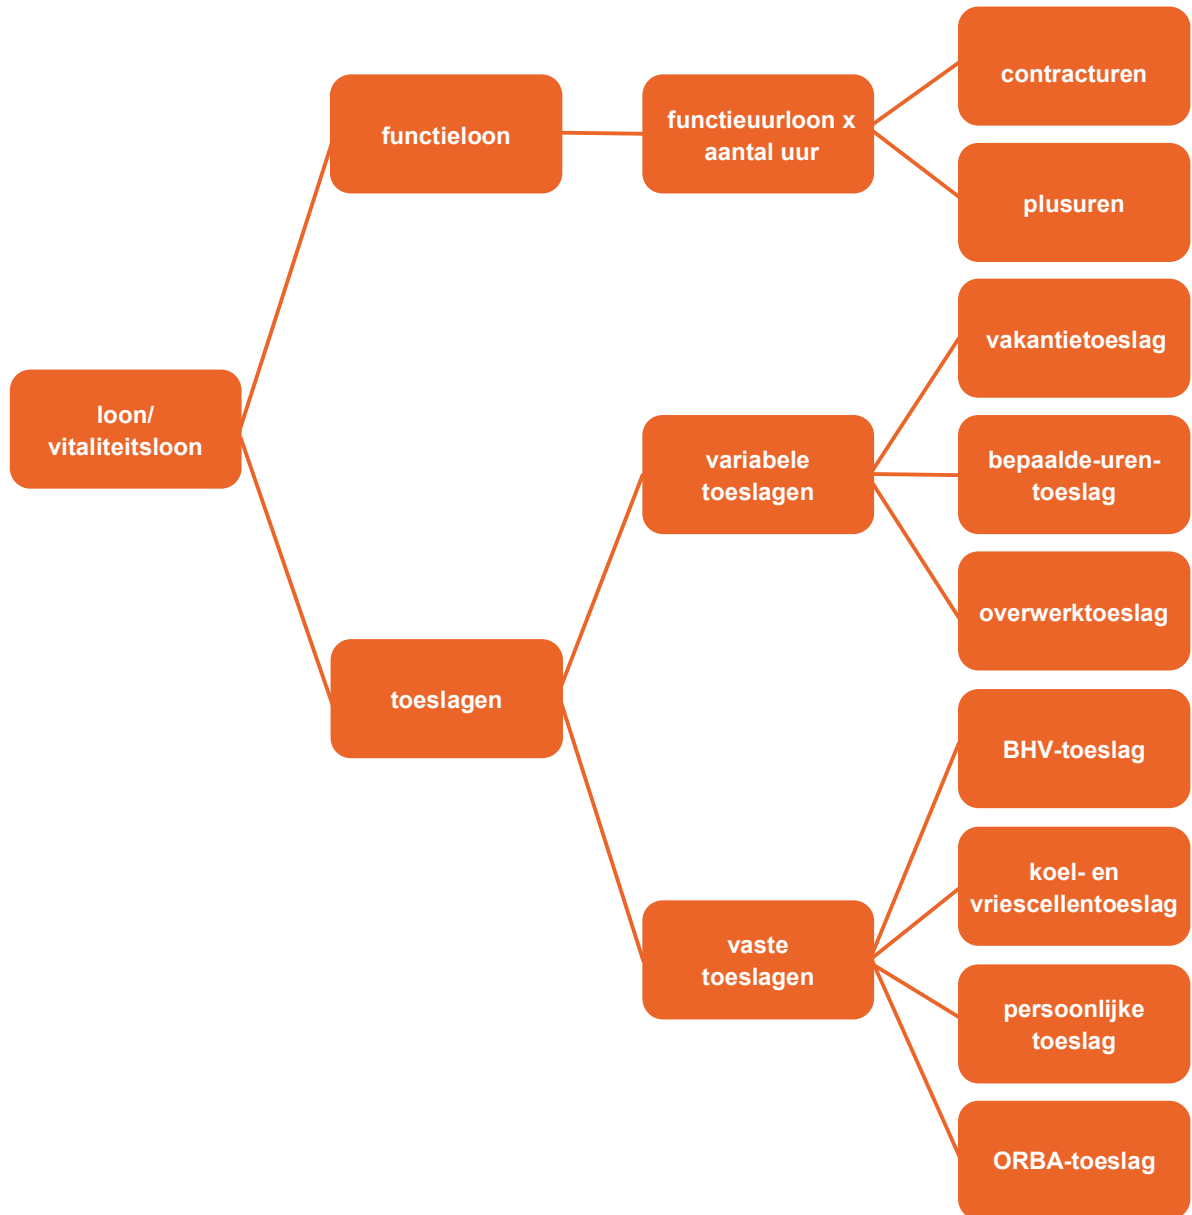 contracturen
functieloon
functieuurloon x
aantal uur
plusuren
vakantietoeslag
loon/
vitaliteitsloon
variabele
toeslagen
bepaalde-uren-
toeslag
overwerktoeslag
toeslagen
BHV-toeslag
koel- en
vriescellentoeslag
vaste
toeslagen
persoonlijke
toeslag
ORBA-toeslag